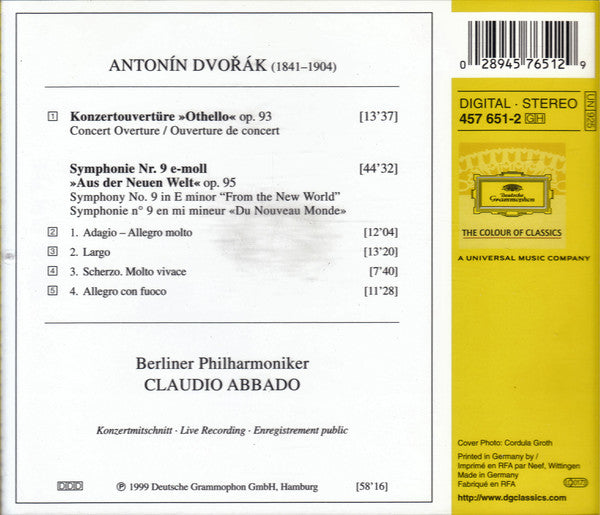 ANTONÍN DVOŘÁK (1841–1904)
1 Konzertouvertüre »Othello« op. 93 [13'37]
Concert Overture / Ouverture de concert
Symphonie Nr. 9 e-moll [44'32]
»Aus der Neuen Welt« op. 95
Symphony No. 9 in E minor “From the New World”
Symphonie n° 9 en mi mineur «Du Nouveau Monde»
2 1. Adagio – Allegro molto [12'04]
3 2. Largo [13'20]
4 3. Scherzo. Molto vivace [7'40]
5 4. Allegro con fuoco [11'28]
Berliner Philharmoniker
CLAUDIO ABBADO
Konzertmitschnitt · Live Recording · Enregistrement public
DDD ℗ 1999 Deutsche Grammophon GmbH, Hamburg [58'16]
0 28945 76512 9
DIGITAL · STEREO
457 651-2 GH
UN 925
Deutsche
Grammophon
THE COLOUR OF CLASSICS
A UNIVERSAL MUSIC COMPANY
Cover Photo: Cordula Groth
Printed in Germany by /
Imprimé en RFA par Neef, Wittingen
Made in Germany
Fabriqué en RFA
http://www.dgclassics.com